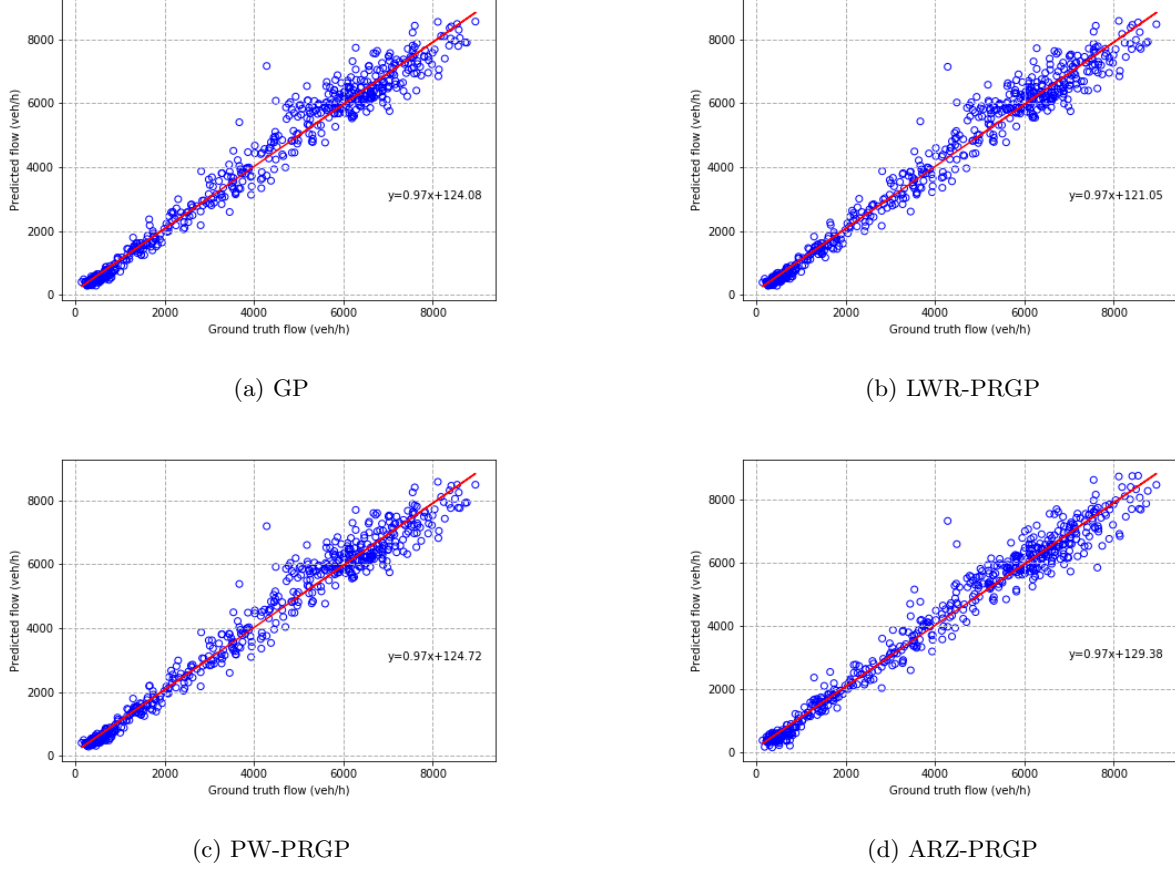 8000
6000
4000
2000
0
Predicted flow (veh/h)
y=0.97x+124.08
0 2000 4000 6000 8000
Ground truth flow (veh/h)
(a) GP
8000
6000
4000
2000
0
Predicted flow (veh/h)
y=0.97x+121.05
0 2000 4000 6000 8000
Ground truth flow (veh/h)
(b) LWR-PRGP
8000
6000
4000
2000
0
Predicted flow (veh/h)
y=0.97x+124.72
0 2000 4000 6000 8000
Ground truth flow (veh/h)
(c) PW-PRGP
8000
6000
4000
2000
0
Predicted flow (veh/h)
y=0.97x+129.38
0 2000 4000 6000 8000
Ground truth flow (veh/h)
(d) ARZ-PRGP